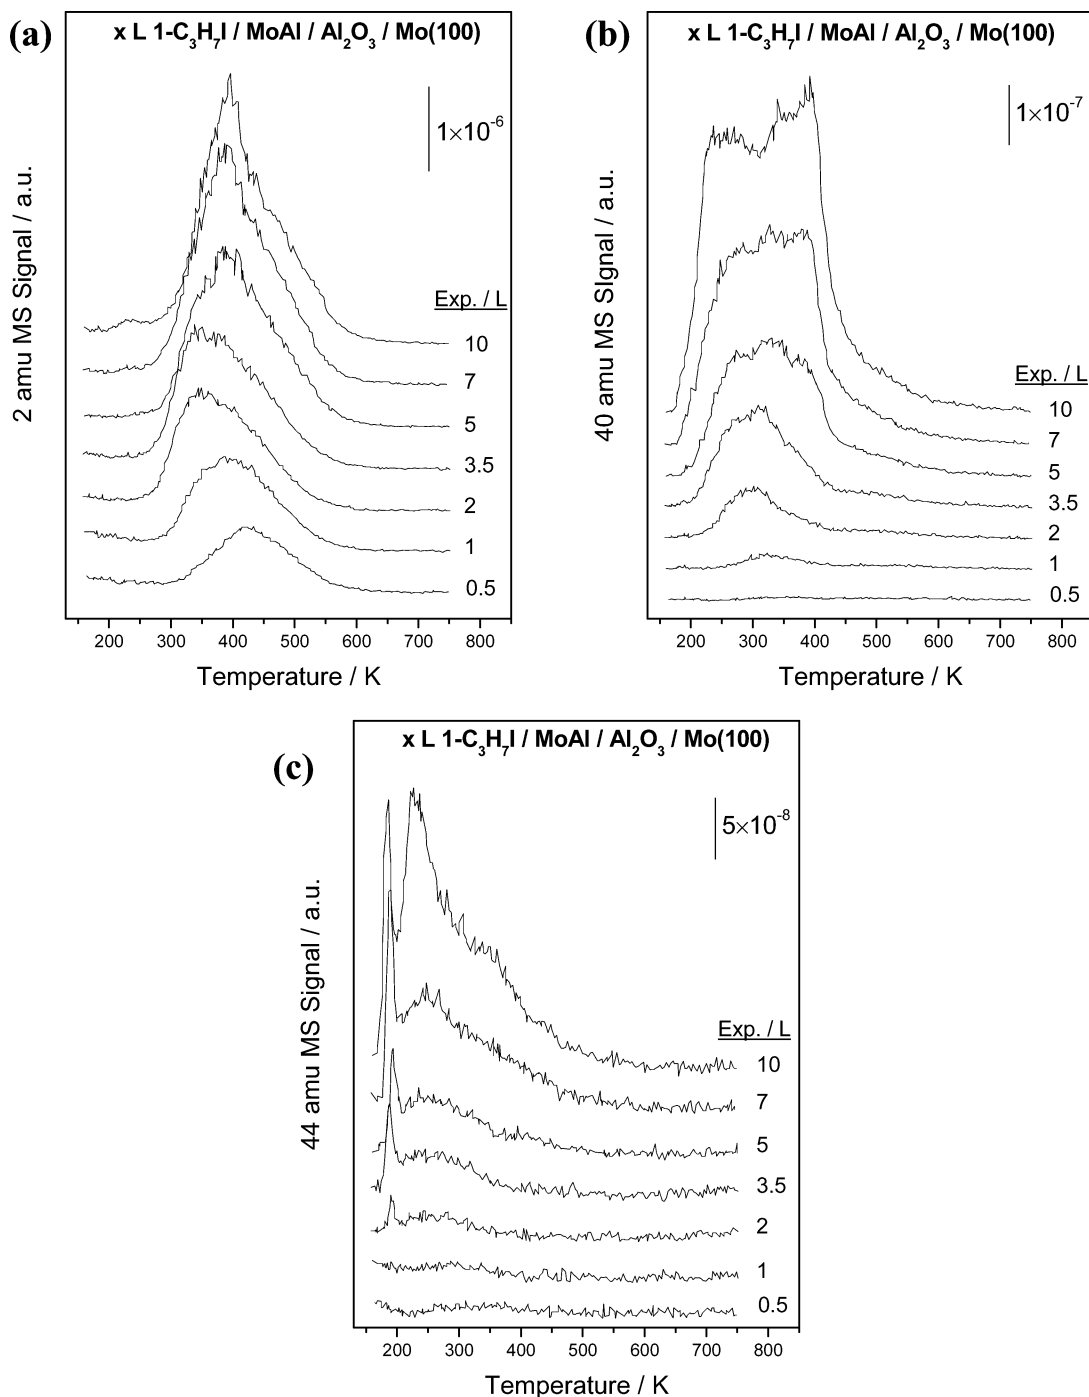 (a)
x L 1-C₃H₇I / MoAl / Al₂O₃ / Mo(100)
1×10⁻⁶
2 amu MS Signal / a.u.
Exp. / L
10
7
5
3.5
2
1
0.5
200 300 400 500 600 700 800
Temperature / K
(b)
x L 1-C₃H₇I / MoAl / Al₂O₃ / Mo(100)
1×10⁻⁷
40 amu MS SIgnal / a.u.
Exp. / L
10
7
5
3.5
2
1
0.5
200 300 400 500 600 700 800
Temperature / K
(c)
x L 1-C₃H₇I / MoAl / Al₂O₃ / Mo(100)
5×10⁻⁸
44 amu MS Signal / a.u.
Exp. / L
10
7
5
3.5
2
1
0.5
200 300 400 500 600 700 800
Temperature / K